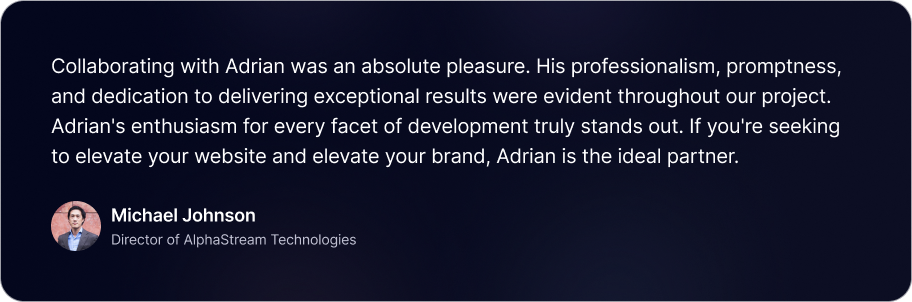 Collaborating with Adrian was an absolute pleasure. His professionalism, promptness,
and dedication to delivering exceptional results were evident throughout our project.
Adrian's enthusiasm for every facet of development truly stands out. If you're seeking
to elevate your website and elevate your brand, Adrian is the ideal partner.
Michael Johnson
Director of AlphaStream Technologies